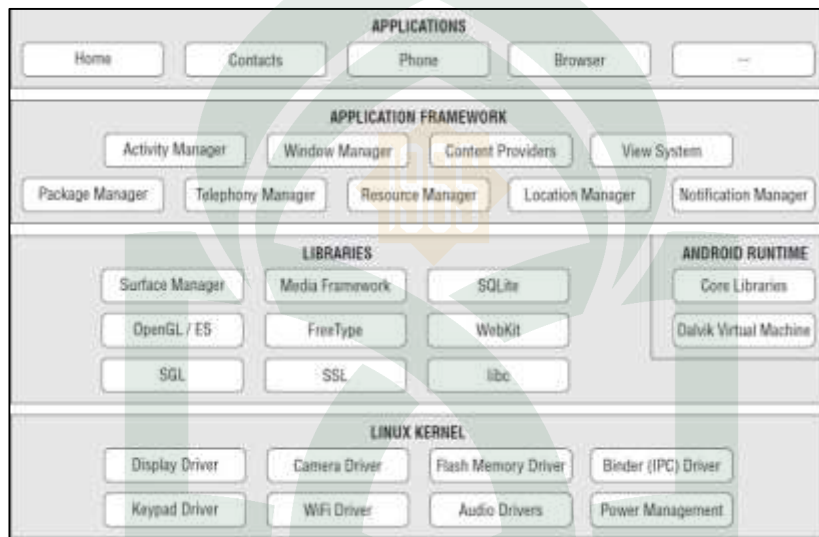 APPLICATIONS
Home Contacts Phone Browser ...
APPLICATION FRAMEWORK
Activity Manager Window Manager Content Providers View System
Package Manager Telephony Manager Resource Manager Location Manager Notification Manager
LIBRARIES ANDROID RUNTIME
Surface Manager Media Framework SQLite Core Libraries
OpenGL / ES FreeType WebKit Dalvik Virtual Machine
SGL SSL libc
LINUX KERNEL
Display Driver Camera Driver Flash Memory Driver Binder (IPC) Driver
Keypad Driver WiFi Driver Audio Drivers Power Management